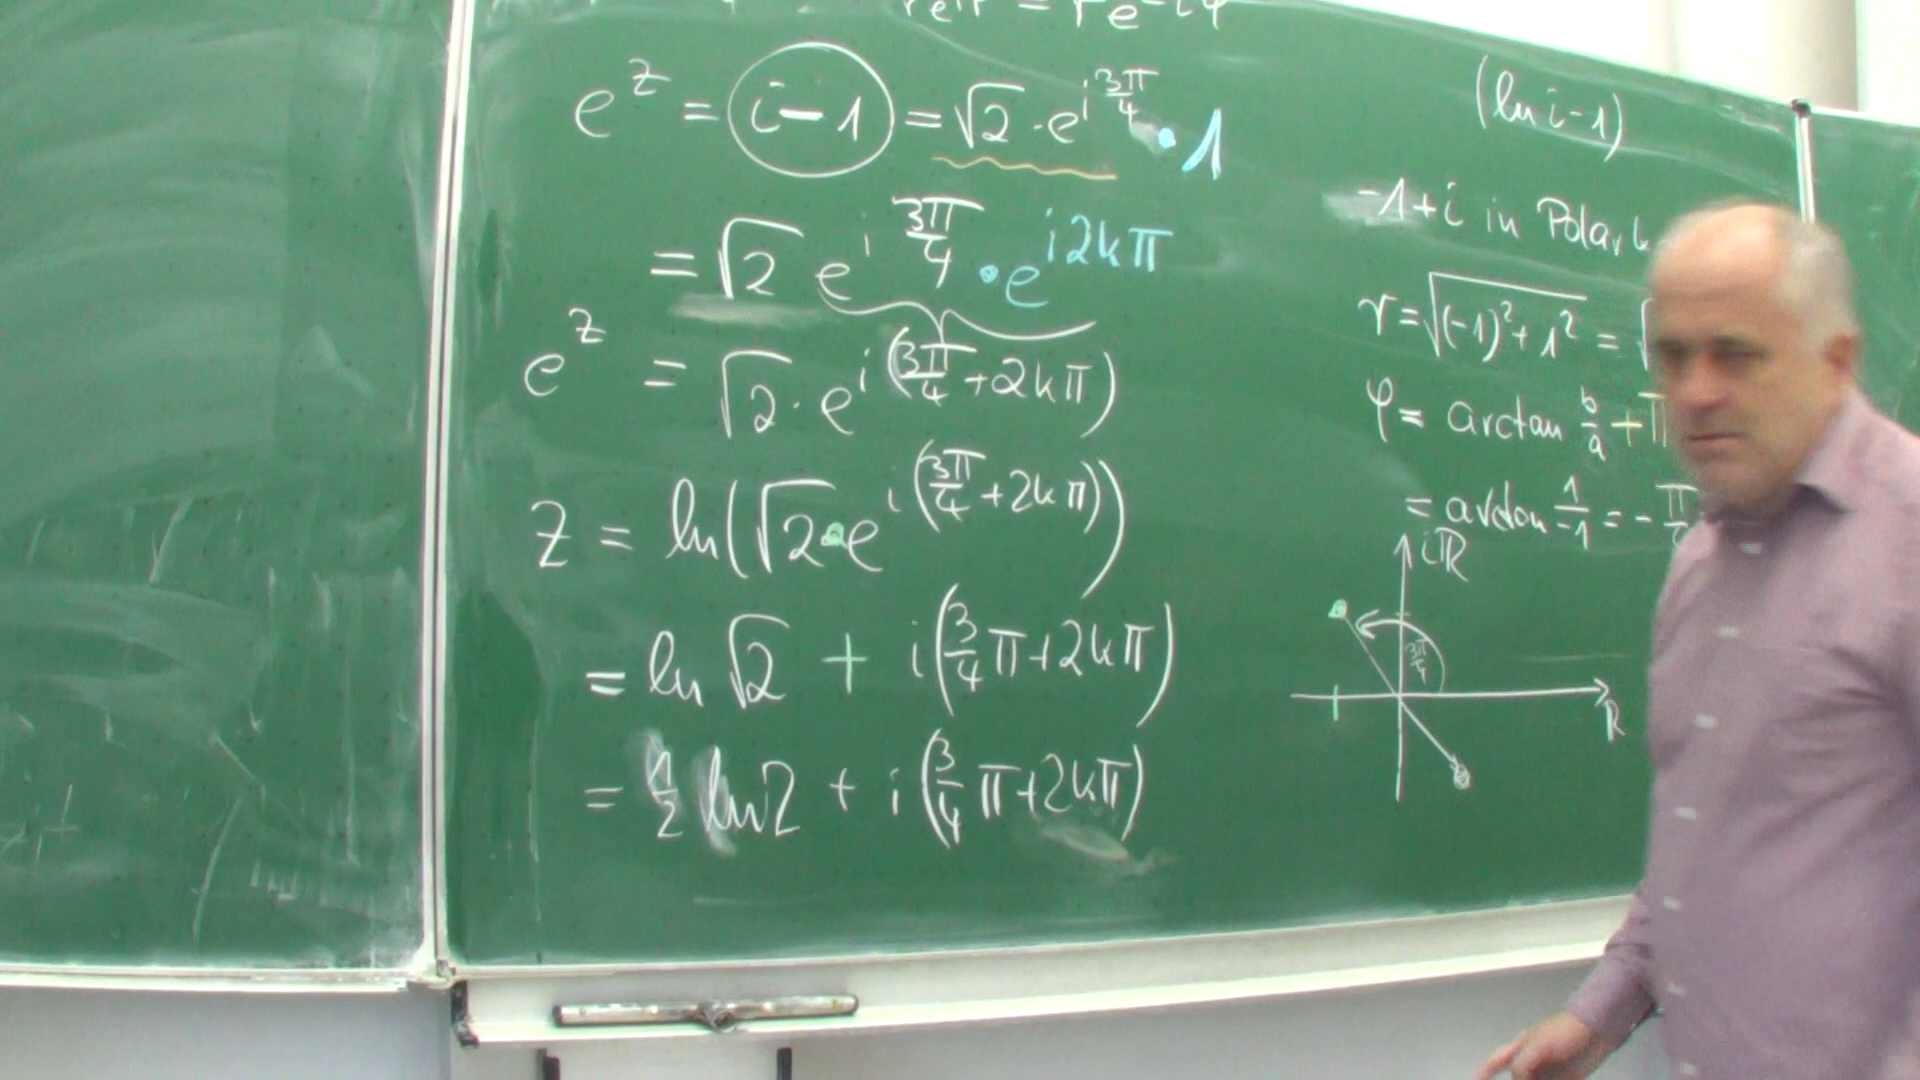 e^z = i-1 = √2 · e^{i 3π/4} · 1
= √2 e^{i 3π/4} · e^{i2kπ}
e^z = √2 · e^{i(3π/4 + 2kπ)}
z = ln(√2 · e^{i(3π/4 + 2kπ)})
= ln √2 + i(3/4 π + 2kπ)
= 1/2 ln 2 + i(3/4 π + 2kπ)
(ln i-1)
-1+i in Polark
r = √((-1)² + 1²) = √
φ = arctan b/a + π
= arctan 1/-1 = - π
iR
3π/4
R